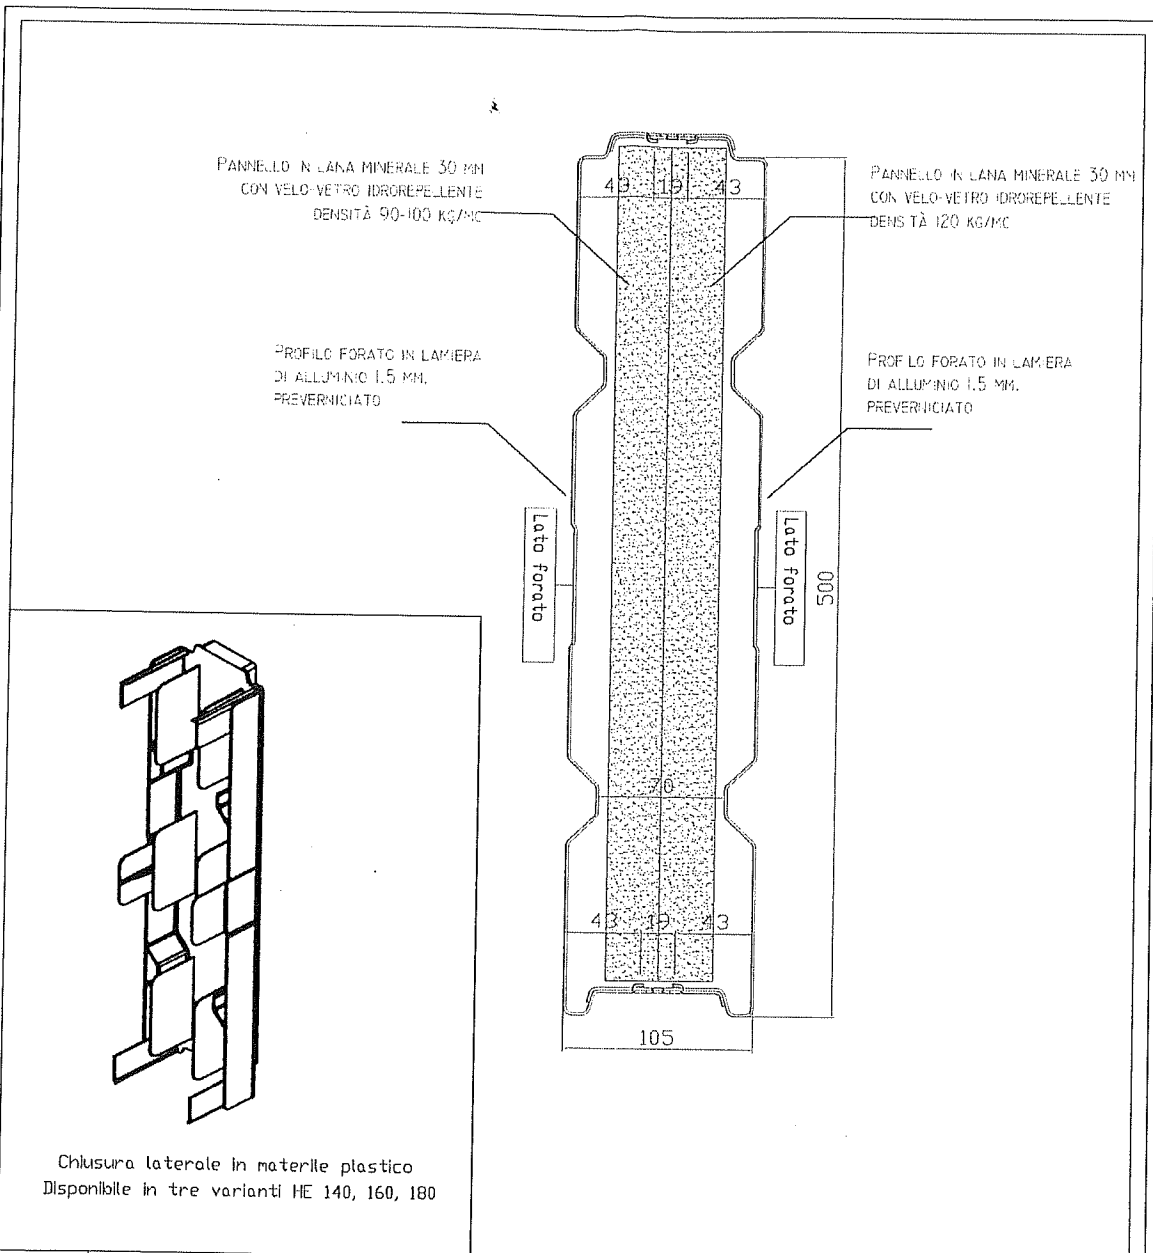 PANNELLO IN LANA MINERALE 30 MM
CON VELO-VETRO IDROREPELLENTE
DENSITÀ 90-100 KG/MC
PANNELLO IN LANA MINERALE 30 MM
CON VELO-VETRO IDROREPELLENTE
DENSITÀ 120 KG/MC
43 19 43
PROFILO FORATO IN LAMIERA
DI ALLUMINIO 1.5 MM.
PREVERNICIATO
PROFILO FORATO IN LAMIERA
DI ALLUMINIO 1.5 MM.
PREVERNICIATO
Lato forato
Lato forato
500
70
43 19 43
105
Chiusura laterale in materile plastico
Disponibile in tre varianti HE 140, 160, 180